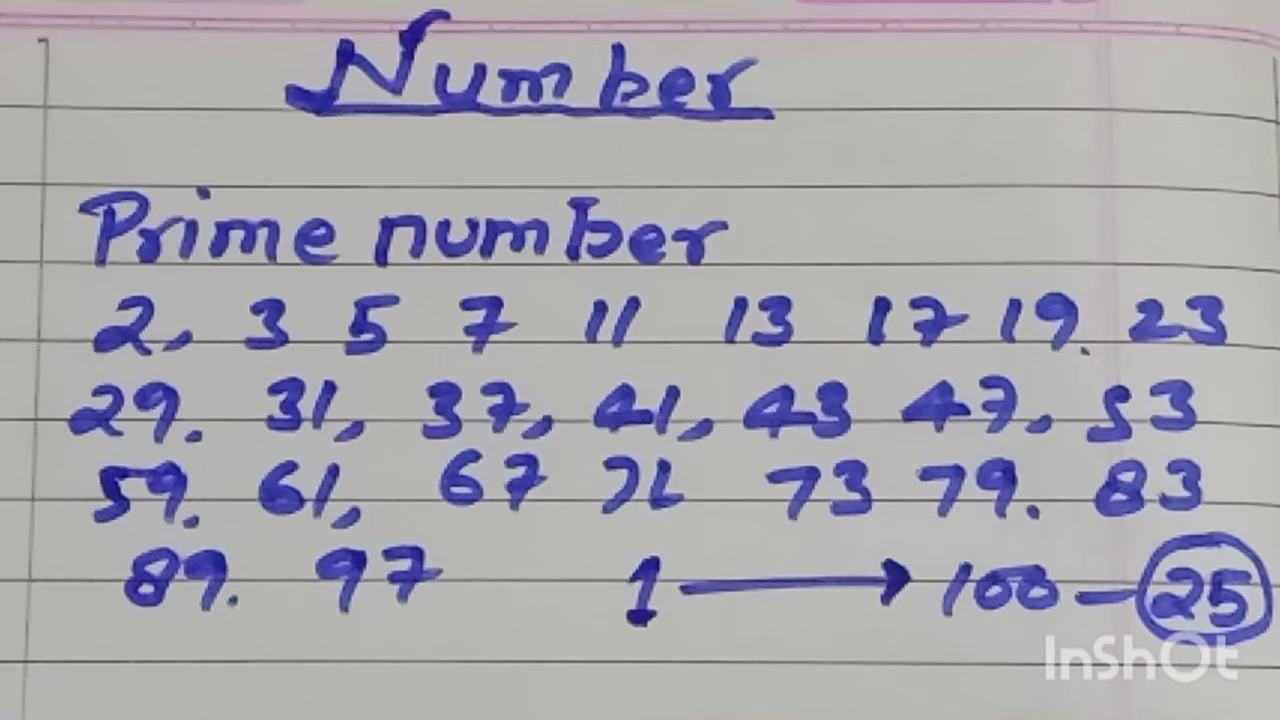 Number
Prime number
2, 3 5 7 11 13 17 19. 23
29. 31, 37, 41, 43 47, 53
59. 61, 67 71 73 79. 83
89. 97 1 → 100 - 25
InShOt